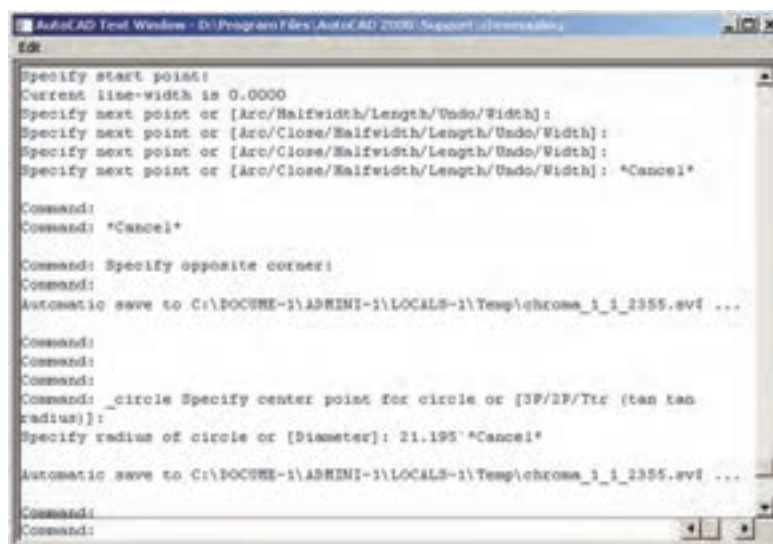 AutoCAD Text Window - D:\Program Files\AutoCAD 2000\Support\
Edit
Specify start point:
Current line-width is 0.0000
Specify next point or [Arc/Halfwidth/Length/Undo/Width]:
Specify next point or [Arc/Close/Halfwidth/Length/Undo/Width]:
Specify next point or [Arc/Close/Halfwidth/Length/Undo/Width]:
Specify next point or [Arc/Close/Halfwidth/Length/Undo/Width]: *Cancel*
Command:
Command: *Cancel*
Command: Specify opposite corner:
Command:
Automatic save to C:\DOCUME~1\ADMINI~1\LOCALS~1\Temp\chroma_1_1_2355.sv$ ...
Command:
Command:
Command:
Command: _circle Specify center point for circle or [3P/2P/Ttr (tan tan
radius)]:
Specify radius of circle or [Diameter]: 21.195`*Cancel*
Automatic save to C:\DOCUME~1\ADMINI~1\LOCALS~1\Temp\chroma_1_1_2355.sv$ ...
Command:
Command: